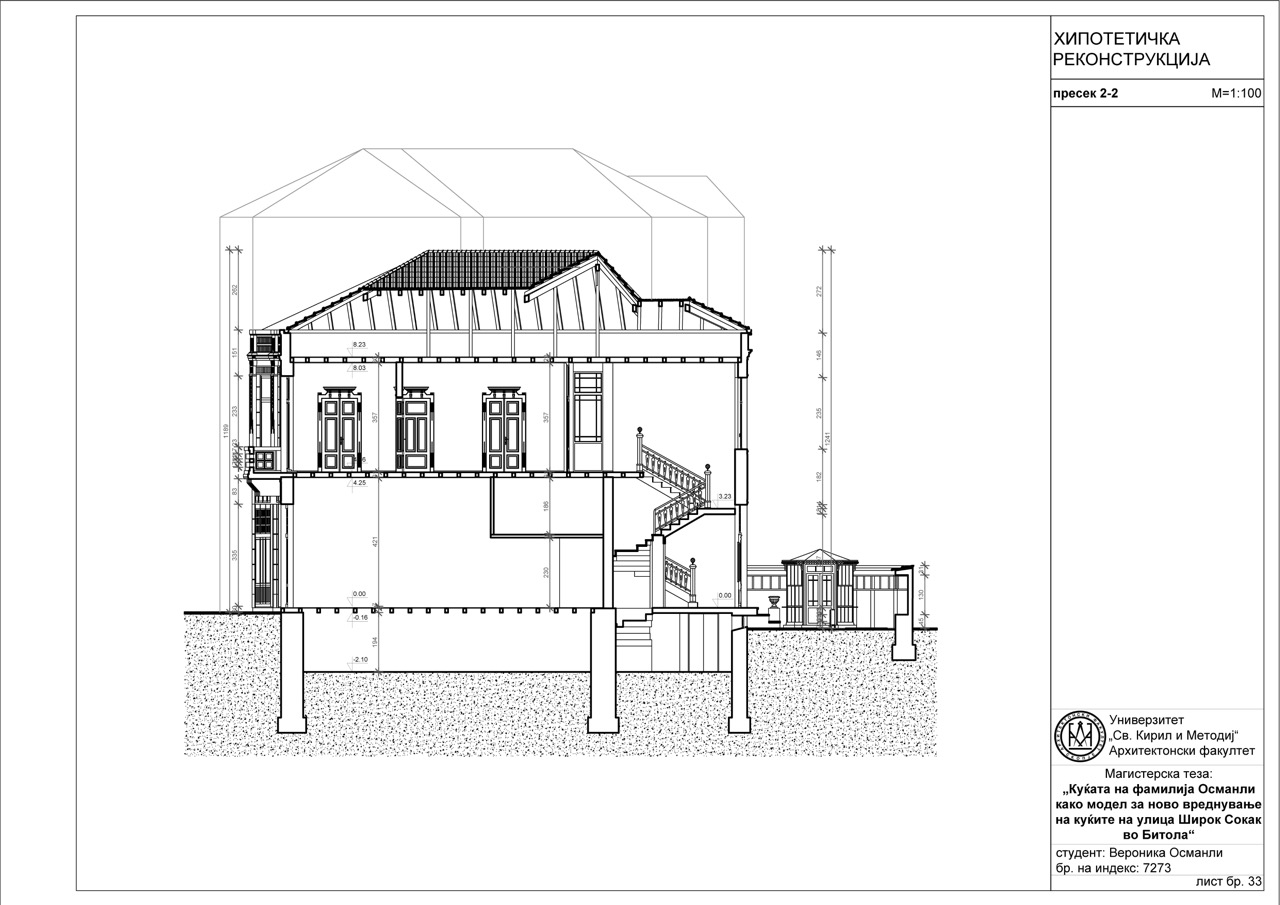 ХИПОТЕТИЧКА
РЕКОНСТРУКЦИЈА
пресек 2-2 М=1:100
262
151
233
1189
83
335
8.23
8.03
357
357
4.25
421
186
230
0.00
-0.16
194
-2.10
3.23
0.00
272
146
235
1241
182
130
45
Универзитет
„Св. Кирил и Методиј“
Архитектонски факултет
Магистерска теза:
„Куќата на фамилија Османли
како модел за ново вреднување
на куќите на улица Широк Сокак
во Битола“
студент: Вероника Османли
бр. на индекс: 7273
лист бр. 33